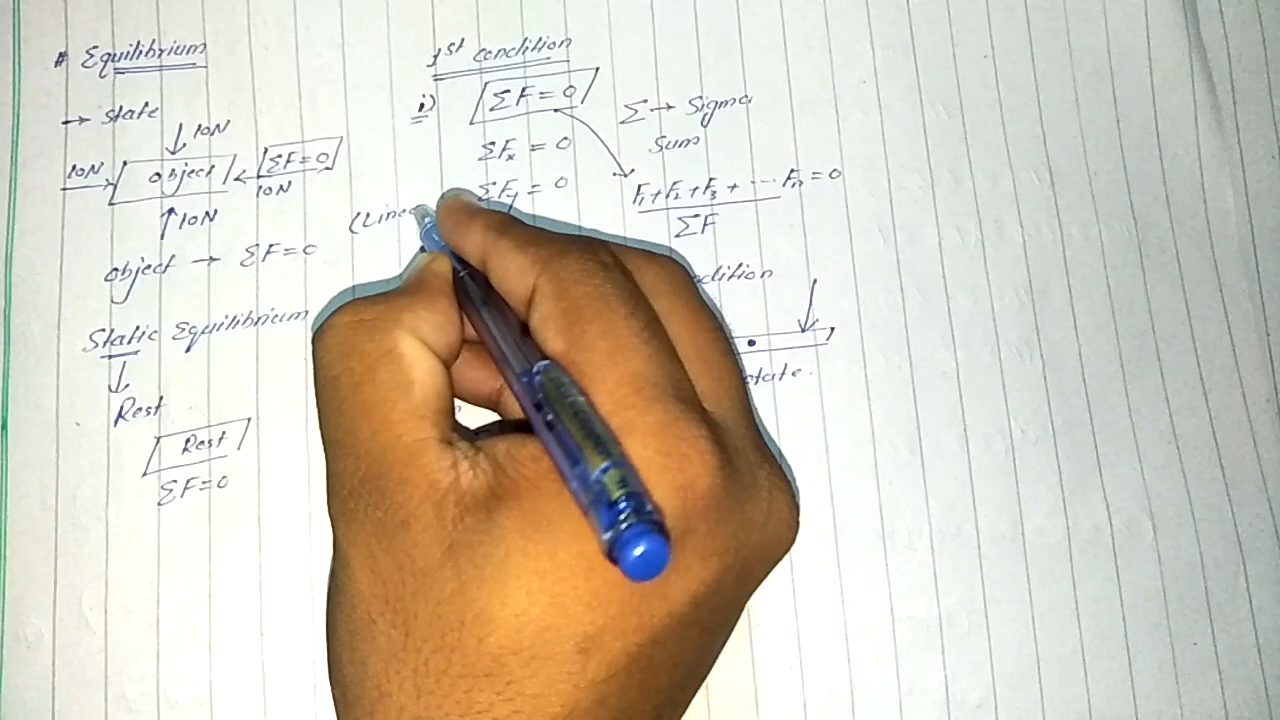 # Equilibrium
→ State
↓ 10N
10N → Object ← ΣF=0
10N
↑ 10N
Object → ΣF=0
Static Equilibrium
↓
Rest
Rest
ΣF=0
1st Condition
i) ΣF=0
ΣFx = 0
ΣFy = 0
(Linea
Σ → Sigma
Sum
F1+F2+F3+ ... Fn=0
ΣF